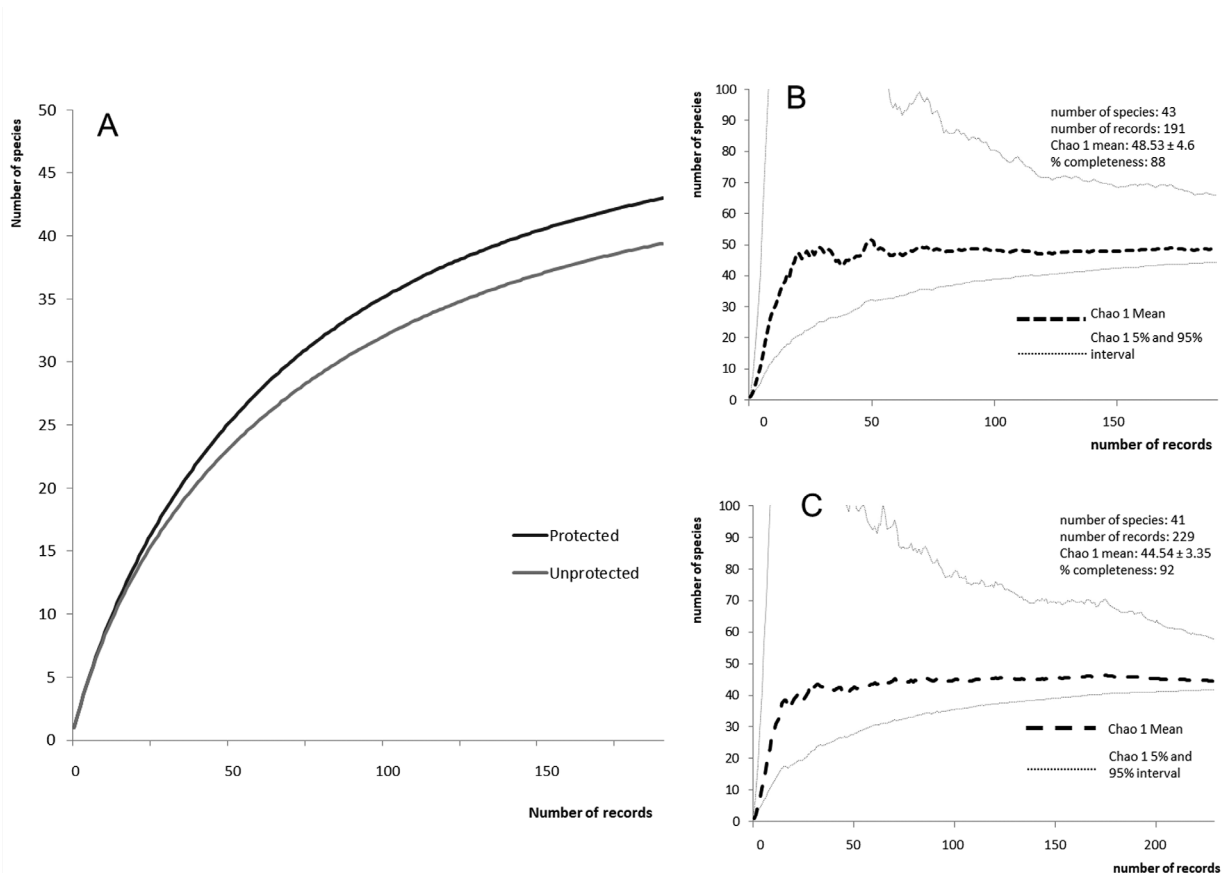 A
Number of species
50
45
40
35
30
25
20
15
10
5
0
0 50 100 150
Number of records
Protected
Unprotected
B
number of species
100
90
80
70
60
50
40
30
20
10
0
0 50 100 150
number of records
number of species: 43
number of records: 191
Chao 1 mean: 48.53 ± 4.6
% completeness: 88
Chao 1 Mean
Chao 1 5% and 95%
interval
C
number of species
100
90
80
70
60
50
40
30
20
10
0
0 50 100 150 200
number of records
number of species: 41
number of records: 229
Chao 1 mean: 44.54 ± 3.35
% completeness: 92
Chao 1 Mean
Chao 1 5% and
95% interval